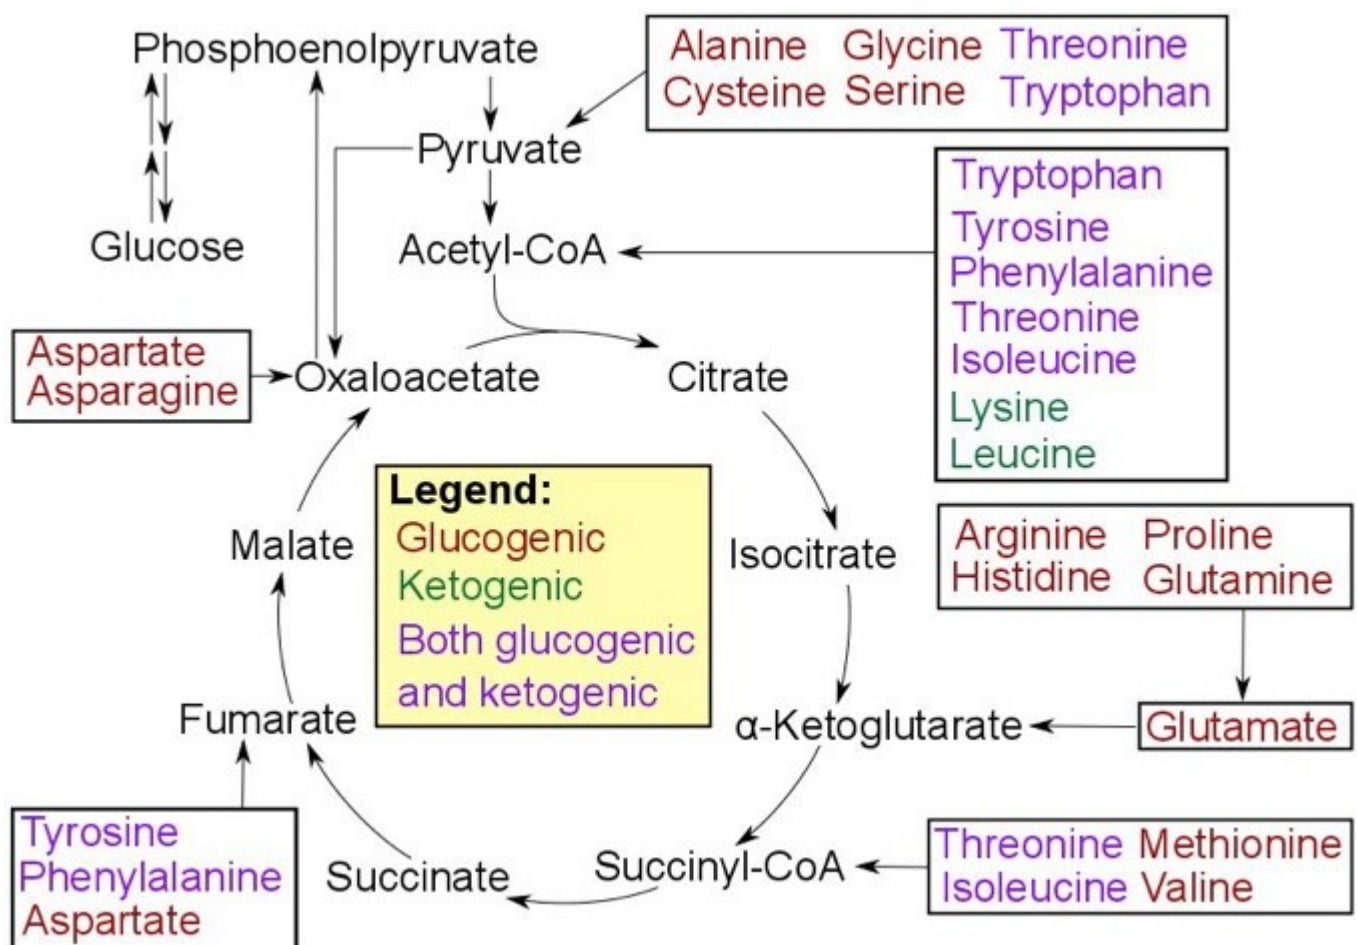 Phosphoenolpyruvate
Alanine Glycine Threonine
Cysteine Serine Tryptophan
Pyruvate
Glucose
Acetyl-CoA
Tryptophan
Tyrosine
Phenylalanine
Threonine
Isoleucine
Lysine
Leucine
Aspartate
Asparagine
Oxaloacetate
Citrate
Legend:
Glucogenic
Ketogenic
Both glucogenic
and ketogenic
Malate
Isocitrate
Arginine Proline
Histidine Glutamine
Fumarate
α-Ketoglutarate
Glutamate
Tyrosine
Phenylalanine
Aspartate
Succinate
Succinyl-CoA
Threonine Methionine
Isoleucine Valine